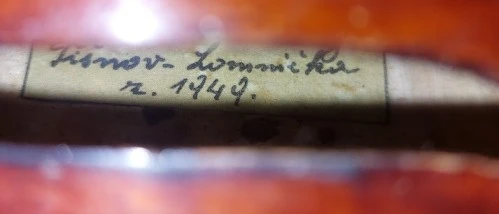 Tišnov - Lomnička
r. 1949.